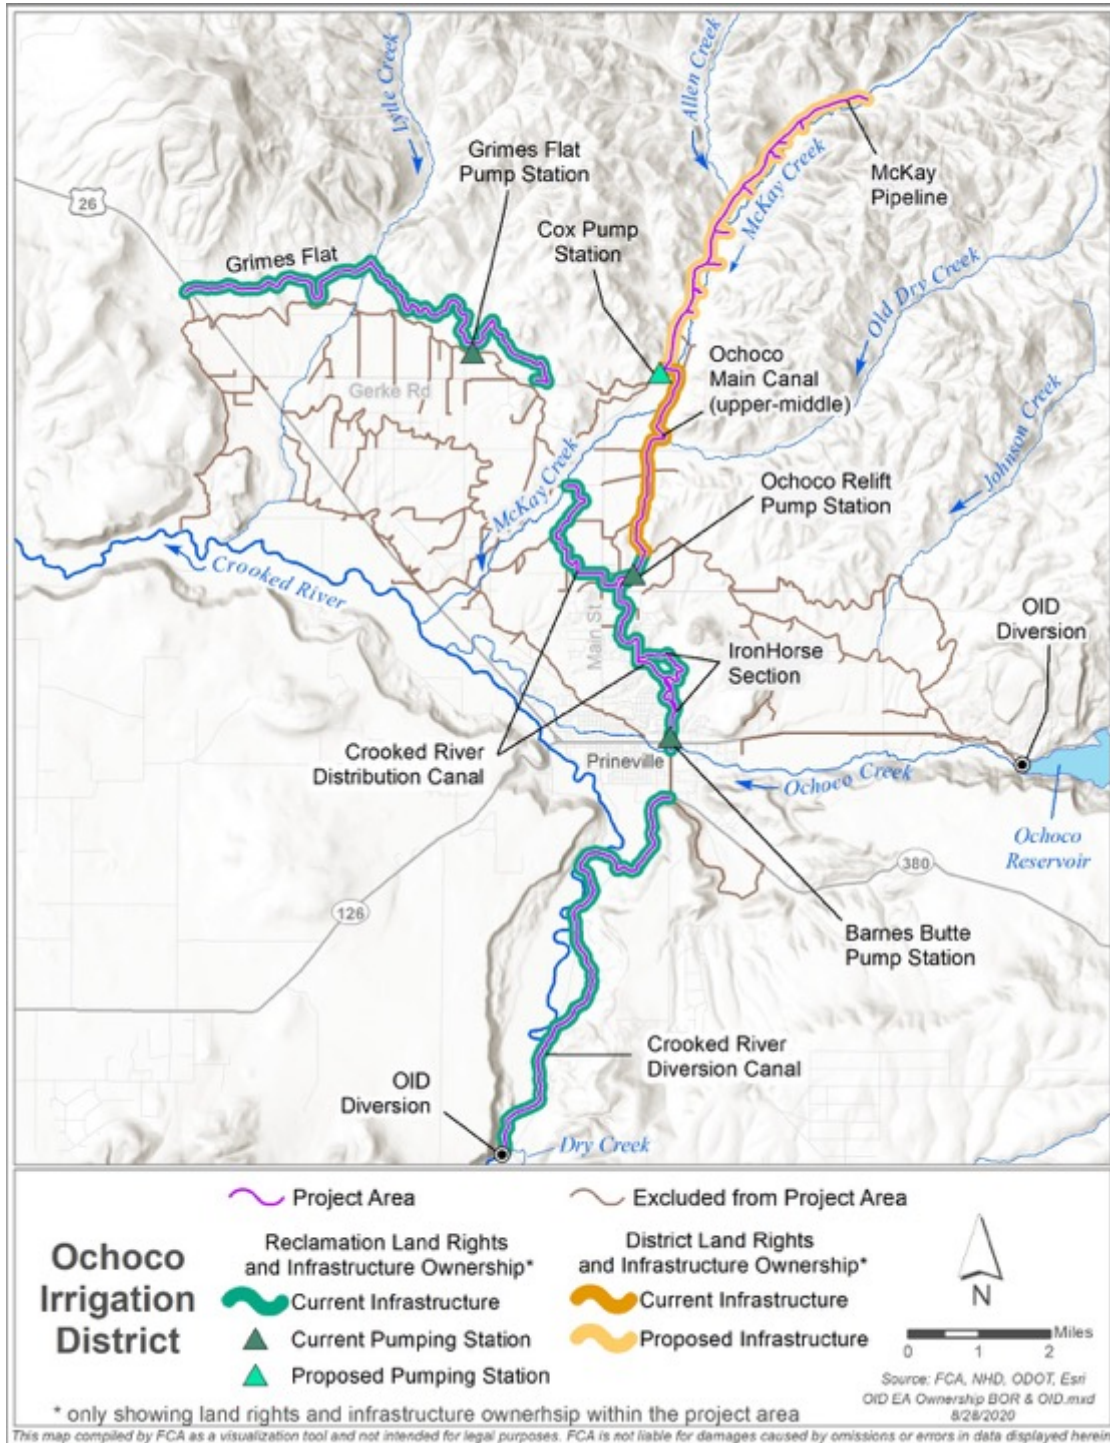 Lytle Creek
Allen Creek
Grimes Flat
Pump Station
McKay
Pipeline
McKay Creek
26
Cox Pump
Station
Grimes Flat
Old Dry Creek
Ochoco
Main Canal
(upper-middle)
Gerke Rd
Johnson Creek
McKay Creek
Ochoco Relift
Pump Station
Crooked River
OID
Diversion
Main St
IronHorse
Section
Crooked River
Distribution Canal
Prineville
Ochoco Creek
Ochoco
Reservoir
380
126
Barnes Butte
Pump Station
Crooked River
Diversion Canal
OID
Diversion
Dry Creek
Ochoco
Irrigation
District
Project Area
Excluded from Project Area
Reclamation Land Rights
and Infrastructure Ownership*
Current Infrastructure
Current Pumping Station
Proposed Pumping Station
District Land Rights
and Infrastructure Ownership*
Current Infrastructure
Proposed Infrastructure
N
Miles
0 1 2
Source: FCA, NHD, ODOT, Esri
OID EA Ownership BOR & OID.mxd
8/28/2020
* only showing land rights and infrastructure ownerhsip within the project area
This map compiled by FCA as a visualization tool and not intended for legal purposes. FCA is not liable for damages caused by omissions or errors in data displayed herein